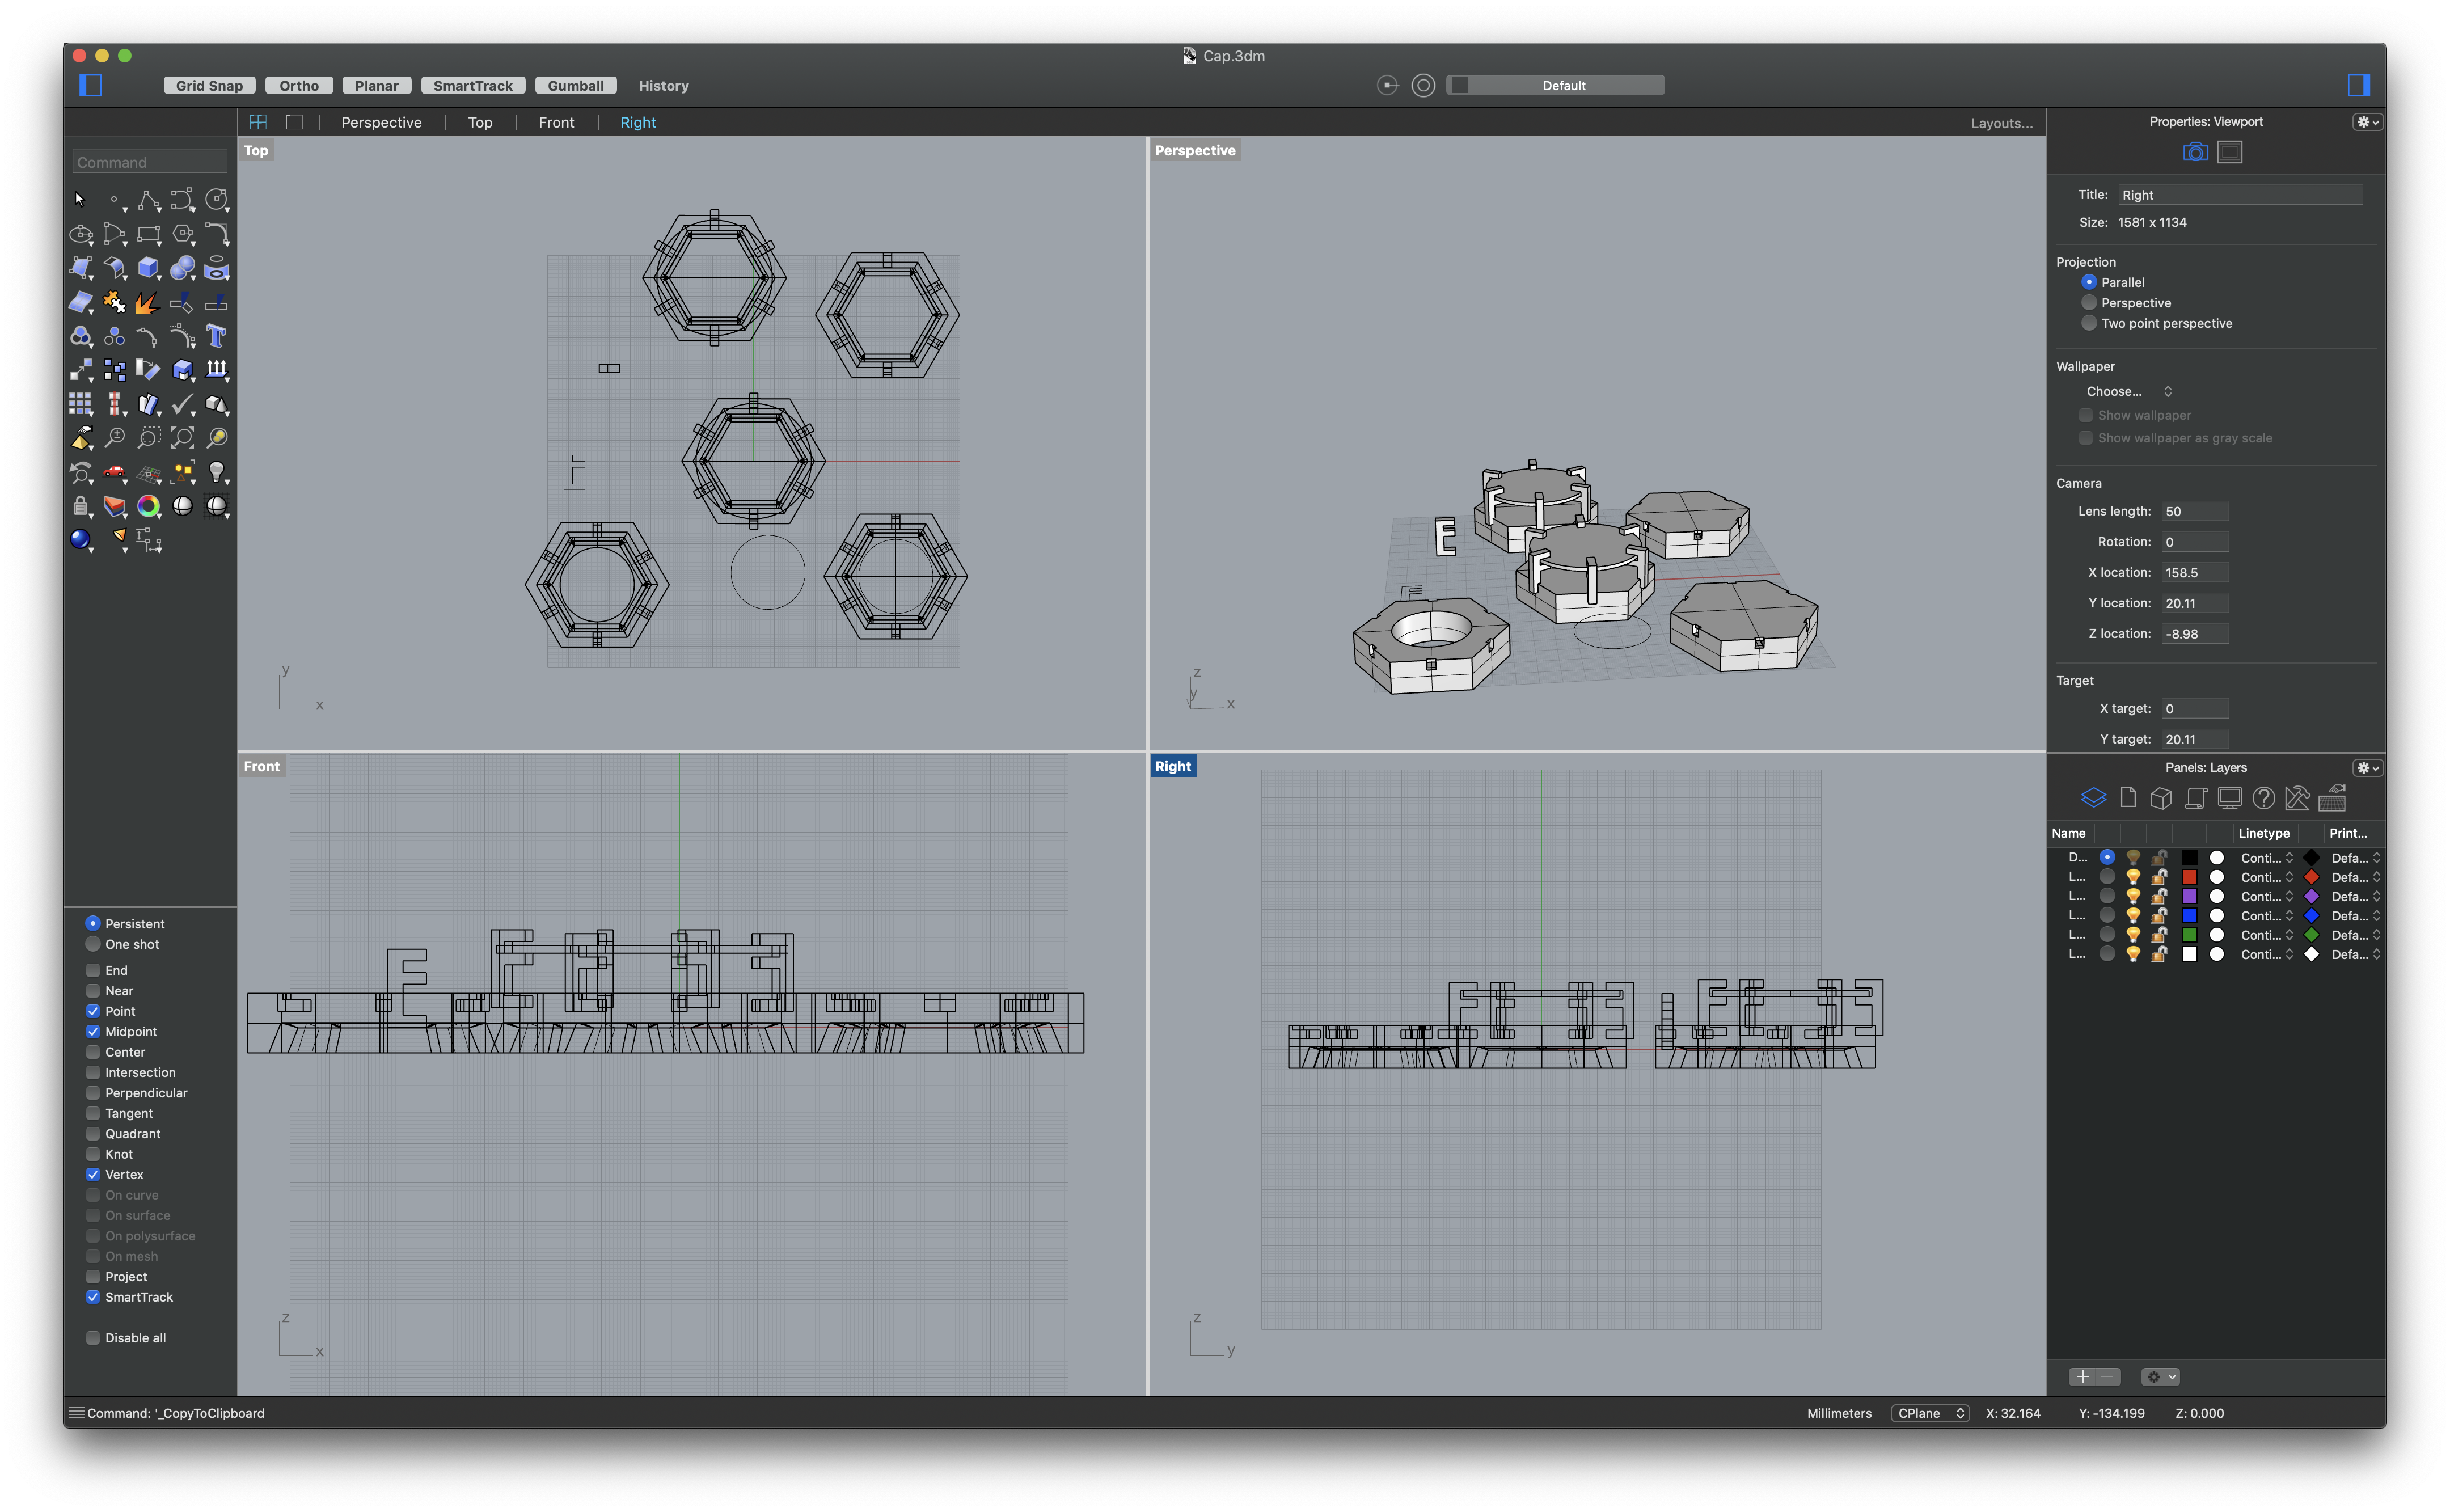 Cap.3dm
Grid Snap Ortho Planar SmartTrack Gumball History Default
Perspective Top Front Right Layouts...
Command
Top
y
x
Perspective
z
y
x
Front
z
x
Right
z
y
Persistent
One shot
End
Near
Point
Midpoint
Center
Intersection
Perpendicular
Tangent
Quadrant
Knot
Vertex
On curve
On surface
On polysurface
On mesh
Project
SmartTrack
Disable all
Properties: Viewport
Title: Right
Size: 1581 x 1134
Projection
Parallel
Perspective
Two point perspective
Wallpaper
Choose...
Show wallpaper
Show wallpaper as gray scale
Camera
Lens length: 50
Rotation: 0
X location: 158.5
Y location: 20.11
Z location: -8.98
Target
X target: 0
Y target: 20.11
Panels: Layers
Name Linetype Print...
D... Conti... Defa...
L... Conti... Defa...
L... Conti... Defa...
L... Conti... Defa...
L... Conti... Defa...
L... Conti... Defa...
Command: '_CopyToClipboard
Millimeters CPlane X: 32.164 Y: -134.199 Z: 0.000